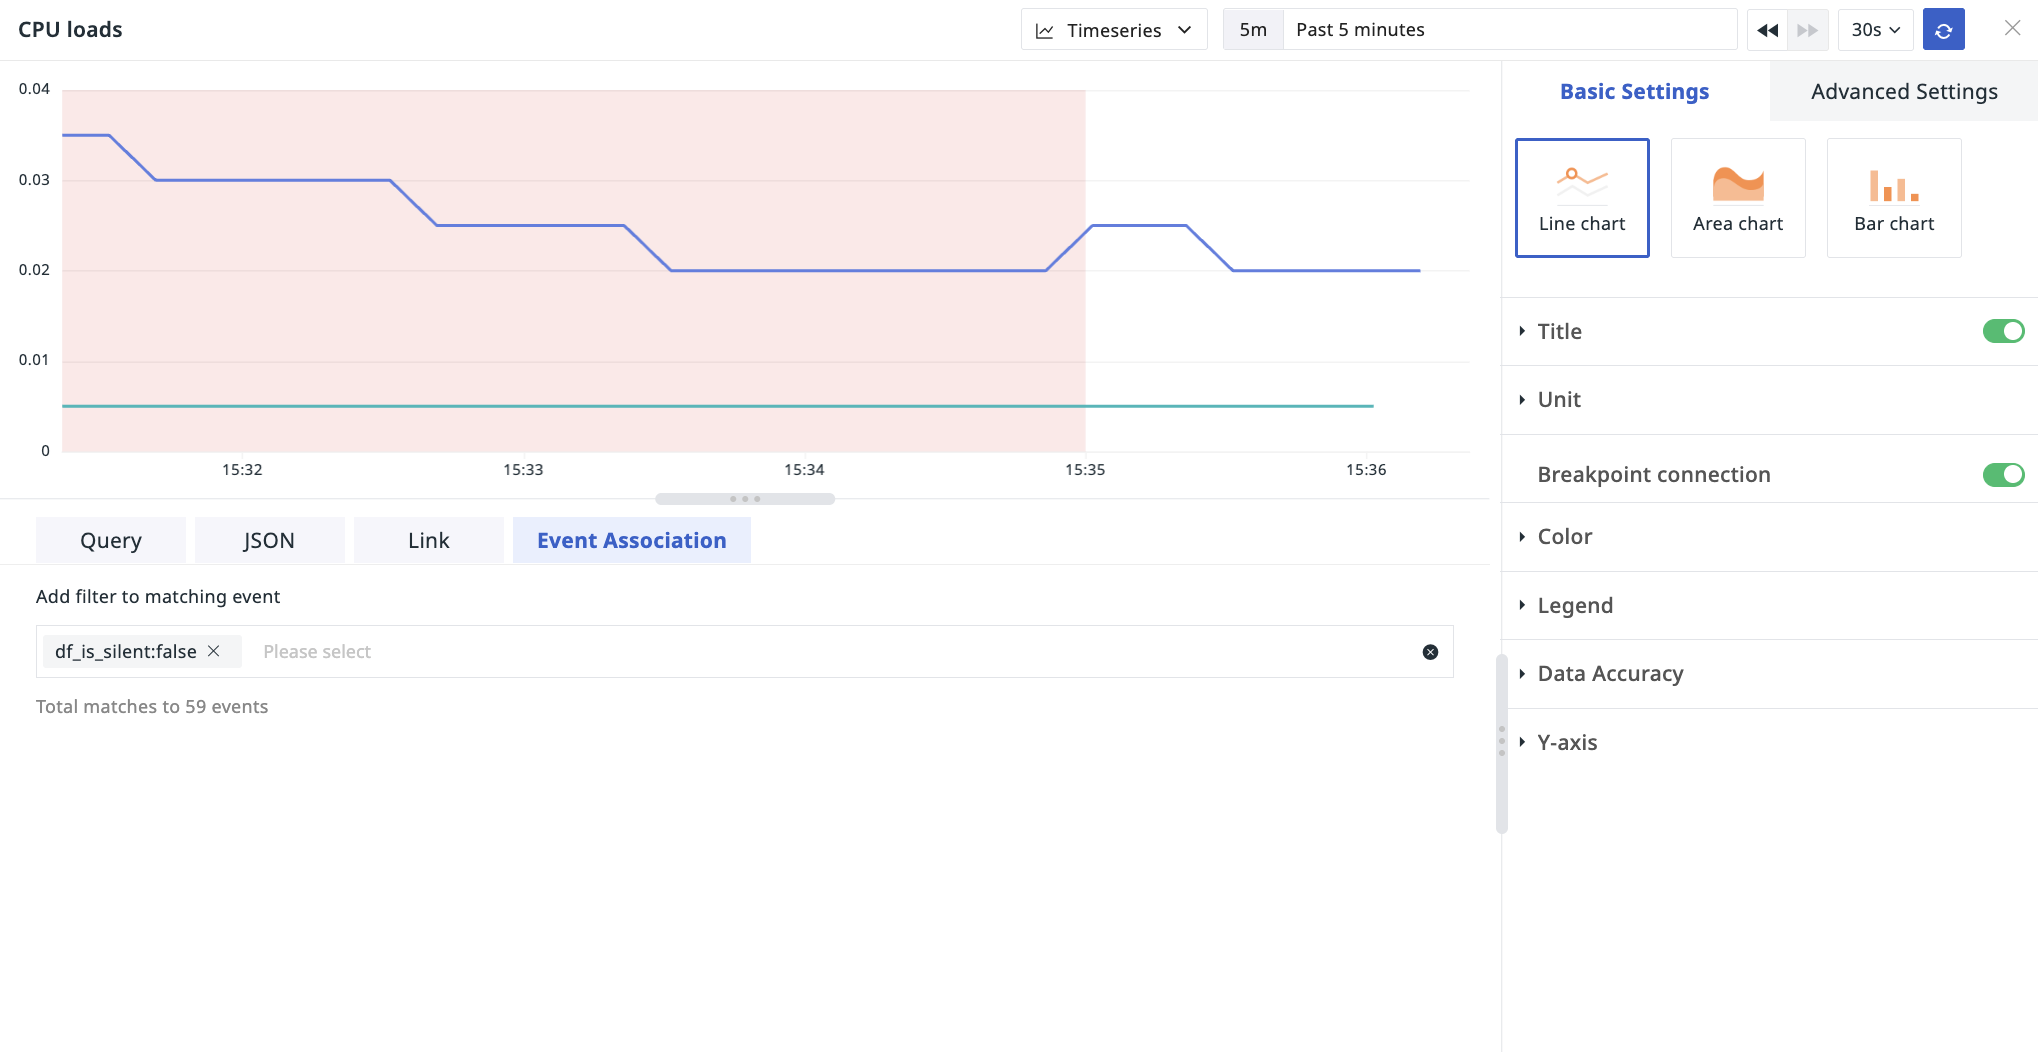 CPU loads
Timeseries
5m
Past 5 minutes
30s
0.04
0.03
0.02
0.01
0
15:32
15:33
15:34
15:35
15:36
Query
JSON
Link
Event Association
Add filter to matching event
df_is_silent:false
Please select
Total matches to 59 events
Basic Settings
Advanced Settings
Line chart
Area chart
Bar chart
Title
Unit
Breakpoint connection
Color
Legend
Data Accuracy
Y-axis